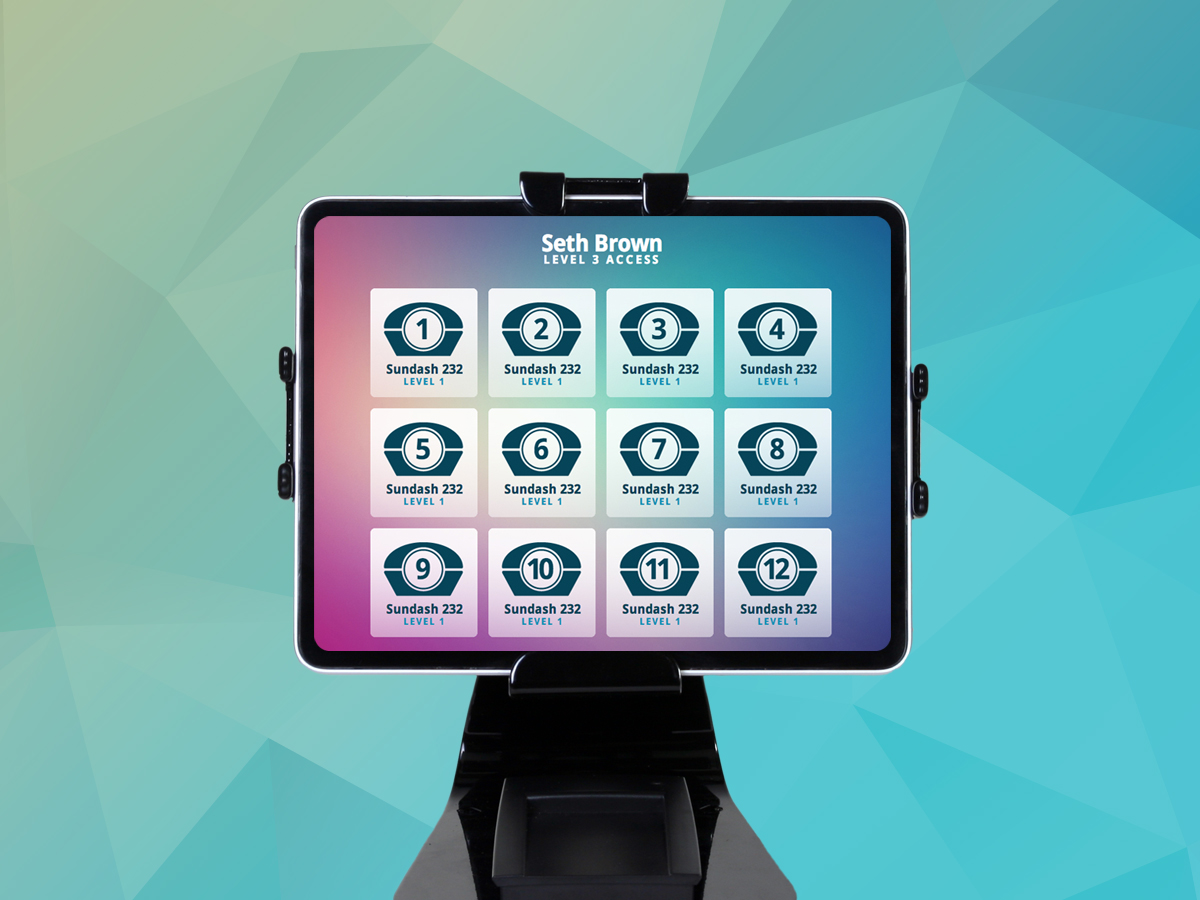 Seth Brown
LEVEL 3 ACCESS
1
2
3
4
Sundash 232
Sundash 232
Sundash 232
Sundash 232
LEVEL 1
LEVEL 1
LEVEL 1
LEVEL 1
5
6
7
8
Sundash 232
Sundash 232
Sundash 232
Sundash 232
LEVEL 1
LEVEL 1
LEVEL 1
LEVEL 1
9
10
11
12
Sundash 232
Sundash 232
Sundash 232
Sundash 232
LEVEL 1
LEVEL 1
LEVEL 1
LEVEL 1